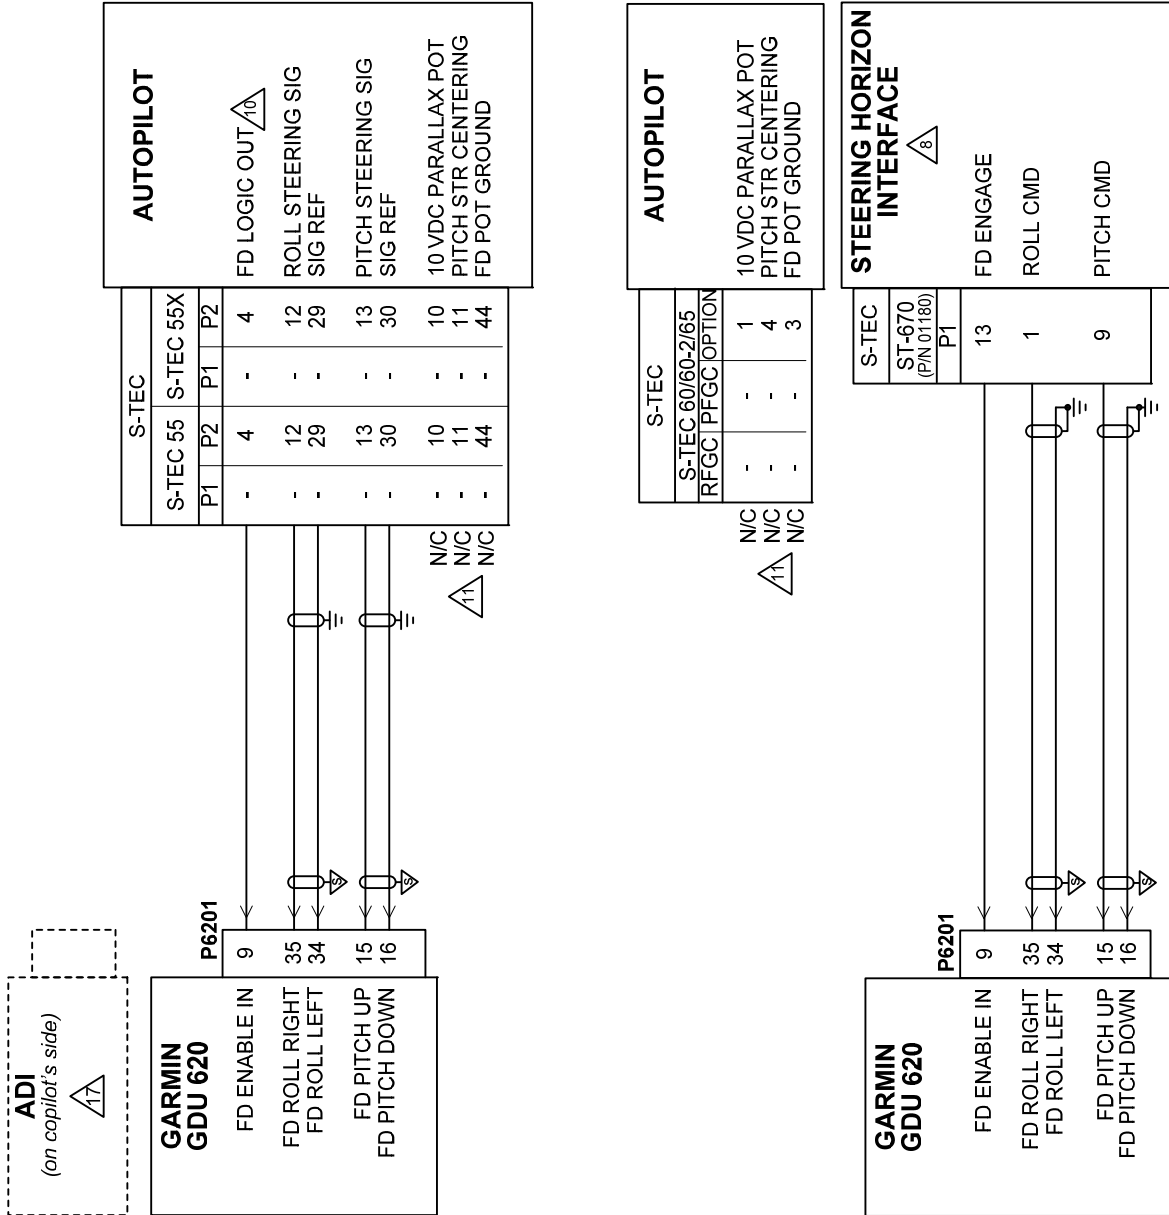 ADI
(on copilot's side)
17
GARMIN
GDU 620
P6201
FD ENABLE IN 9
FD ROLL RIGHT 35
FD ROLL LEFT 34
FD PITCH UP 15
FD PITCH DOWN 16
S
S
S-TEC
S-TEC 55 S-TEC 55X
P1 P2 P1 P2
AUTOPILOT
- 4 - 4 FD LOGIC OUT 10
- 12 - 12 ROLL STEERING SIG
- 29 - 29 SIG REF
- 13 - 13 PITCH STEERING SIG
- 30 - 30 SIG REF
N/C - 10 - 10 10 VDC PARALLAX POT
N/C - 11 - 11 PITCH STR CENTERING
N/C - 44 - 44 FD POT GROUND
11
S-TEC
S-TEC 60/60-2/65
RFGC PFGC OPTION
AUTOPILOT
N/C - - 1 10 VDC PARALLAX POT
N/C - - 4 PITCH STR CENTERING
N/C - - 3 FD POT GROUND
11
GARMIN
GDU 620
P6201
FD ENABLE IN 9
FD ROLL RIGHT 35
FD ROLL LEFT 34
FD PITCH UP 15
FD PITCH DOWN 16
S
S
S-TEC
ST-670
(P/N 01180)
P1
STEERING HORIZON
INTERFACE
8
13 FD ENGAGE
1 ROLL CMD
9 PITCH CMD